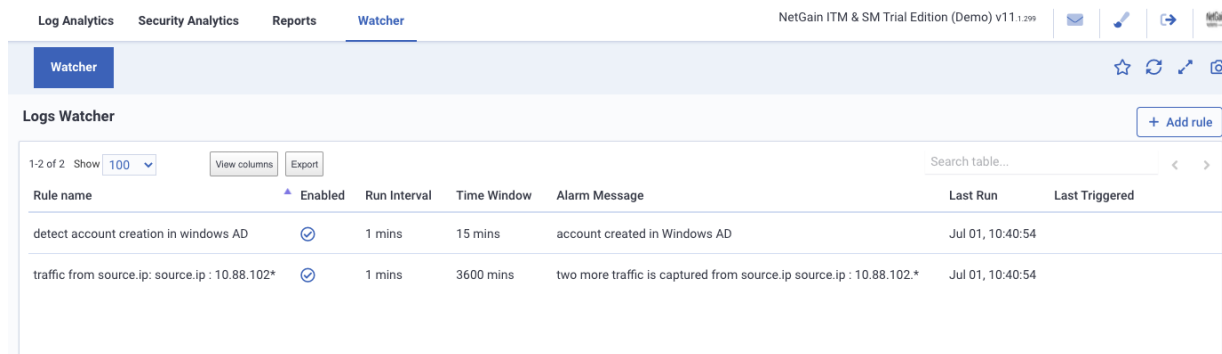 Log Analytics Security Analytics Reports Watcher NetGain ITM & SM Trial Edition (Demo) v11.1.299
Watcher
Logs Watcher
+ Add rule
1-2 of 2 Show 100 View columns Export Search table...
Rule name Enabled Run Interval Time Window Alarm Message Last Run Last Triggered
detect account creation in windows AD 1 mins 15 mins account created in Windows AD Jul 01, 10:40:54
traffic from source.ip: source.ip : 10.88.102* 1 mins 3600 mins two more traffic is captured from source.ip source.ip : 10.88.102.* Jul 01, 10:40:54